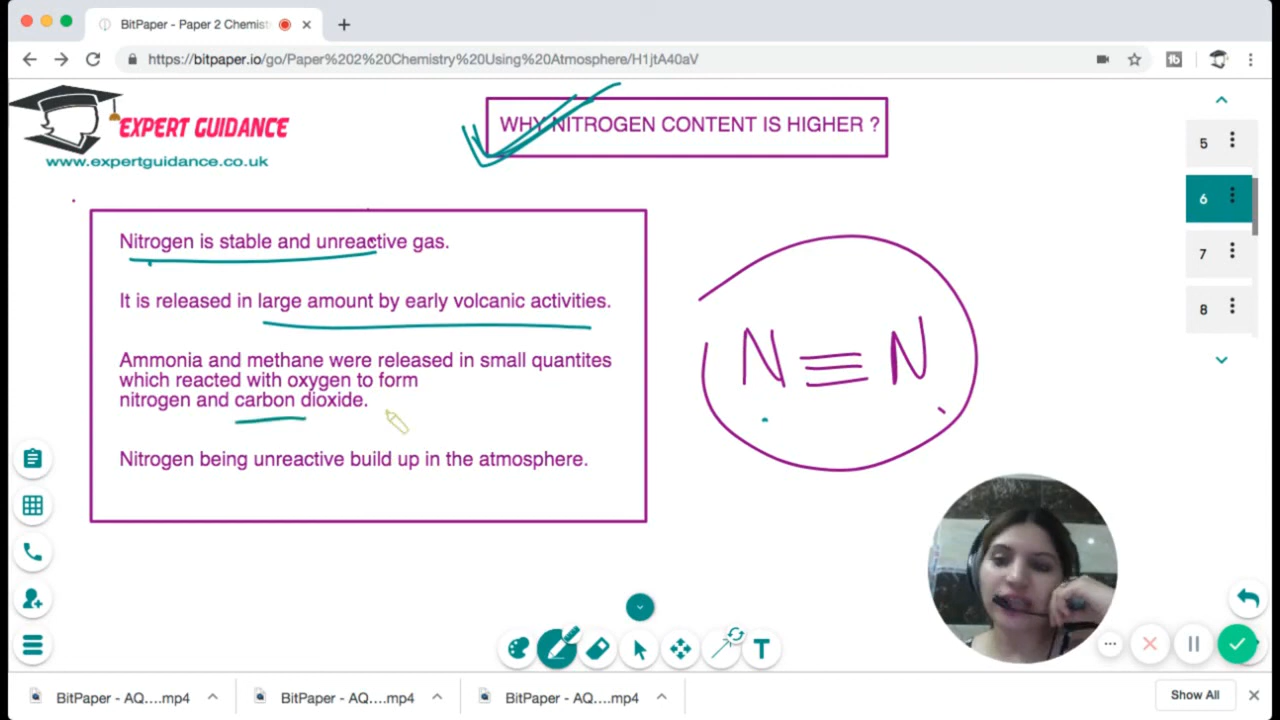 BitPaper - Paper 2 Chemist
https://bitpaper.io/go/Paper%202%20Chemistry%20Using%20Atmosphere/H1jtA40aV
EXPERT GUIDANCE
www.expertguidance.co.uk
WHY NITROGEN CONTENT IS HIGHER ?
5
6
7
8
Nitrogen is stable and unreactive gas.
It is released in large amount by early volcanic activities.
Ammonia and methane were released in small quantites
which reacted with oxygen to form
nitrogen and carbon dioxide.
Nitrogen being unreactive build up in the atmosphere.
N≡N
T
BitPaper - AQ....mp4
BitPaper - AQ....mp4
BitPaper - AQ....mp4
Show All